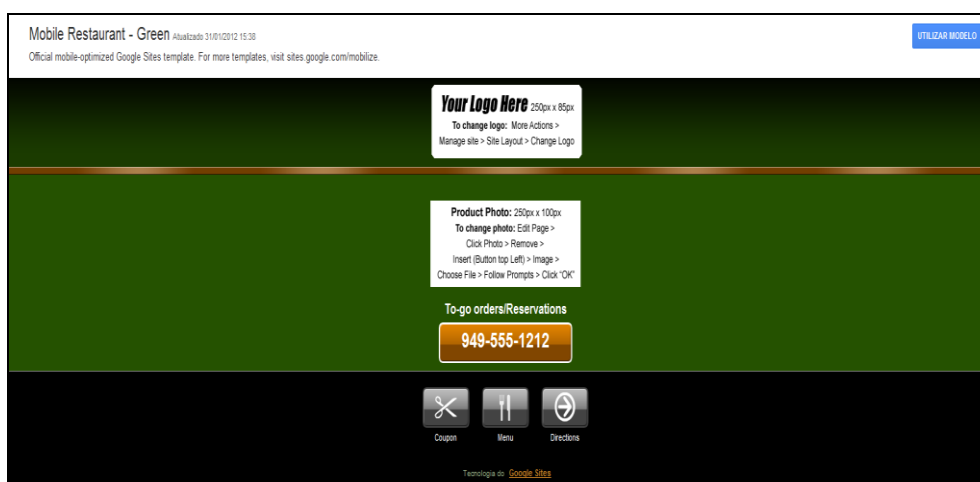 Mobile Restaurant - Green Atualizado 31/01/2012 15:38
UTILIZAR MODELO
Official mobile-optimized Google Sites template. For more templates, visit sites.google.com/mobilize.
Your Logo Here 250px x 85px
To change logo: More Actions >
Manage site > Site Layout > Change Logo
Product Photo: 250px x 100px
To change photo: Edit Page >
Click Photo > Remove >
Insert (Button top Left) > Image >
Choose File > Follow Prompts > Click "OK"
To-go orders/Reservations
949-555-1212
Coupon Menu Directions
Tecnologia do Google Sites